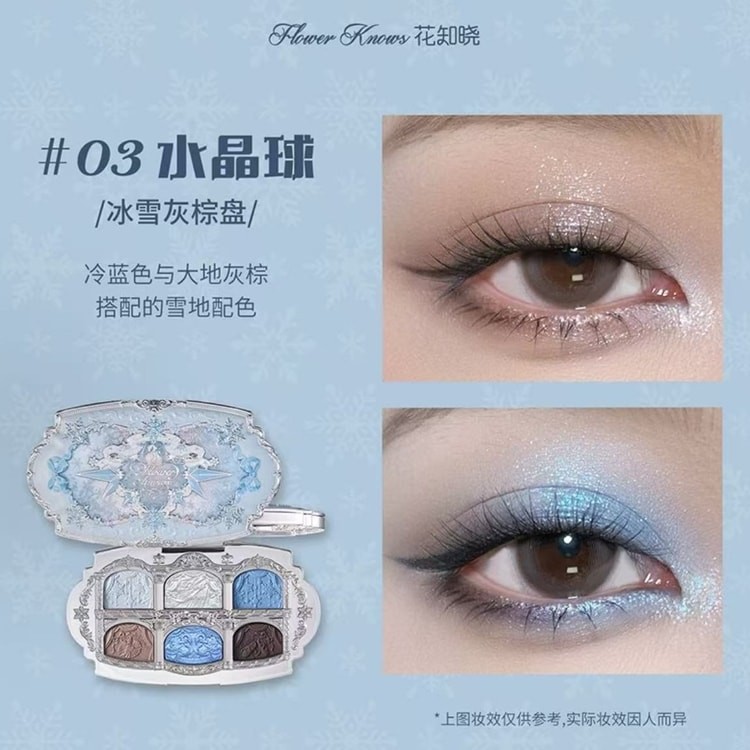 Flower Knows 花知晓
#03 水晶球
/冰雪灰棕盘/
冷蓝色与大地灰棕
搭配的雪地配色
*上图妆效仅供参考,实际妆效因人而异